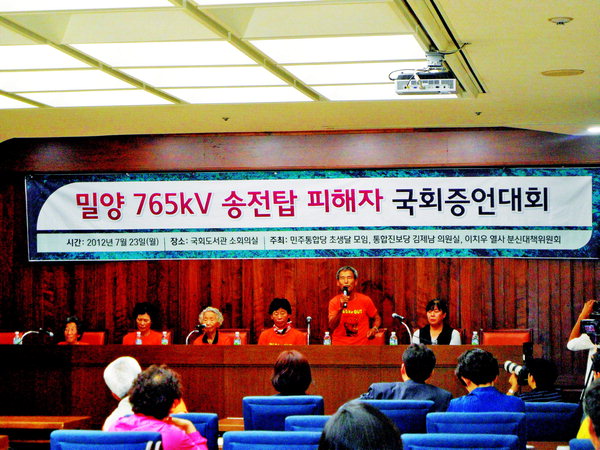 밀양 765kV 송전탑 피해자 국회증언대회
시간: 2012년 7월 23일(월) 장소: 국회도서관 소회의실 주최: 민주통합당 초생달 모임, 통합진보당 김제남 의원실, 이치우 열사 분신대책위원회